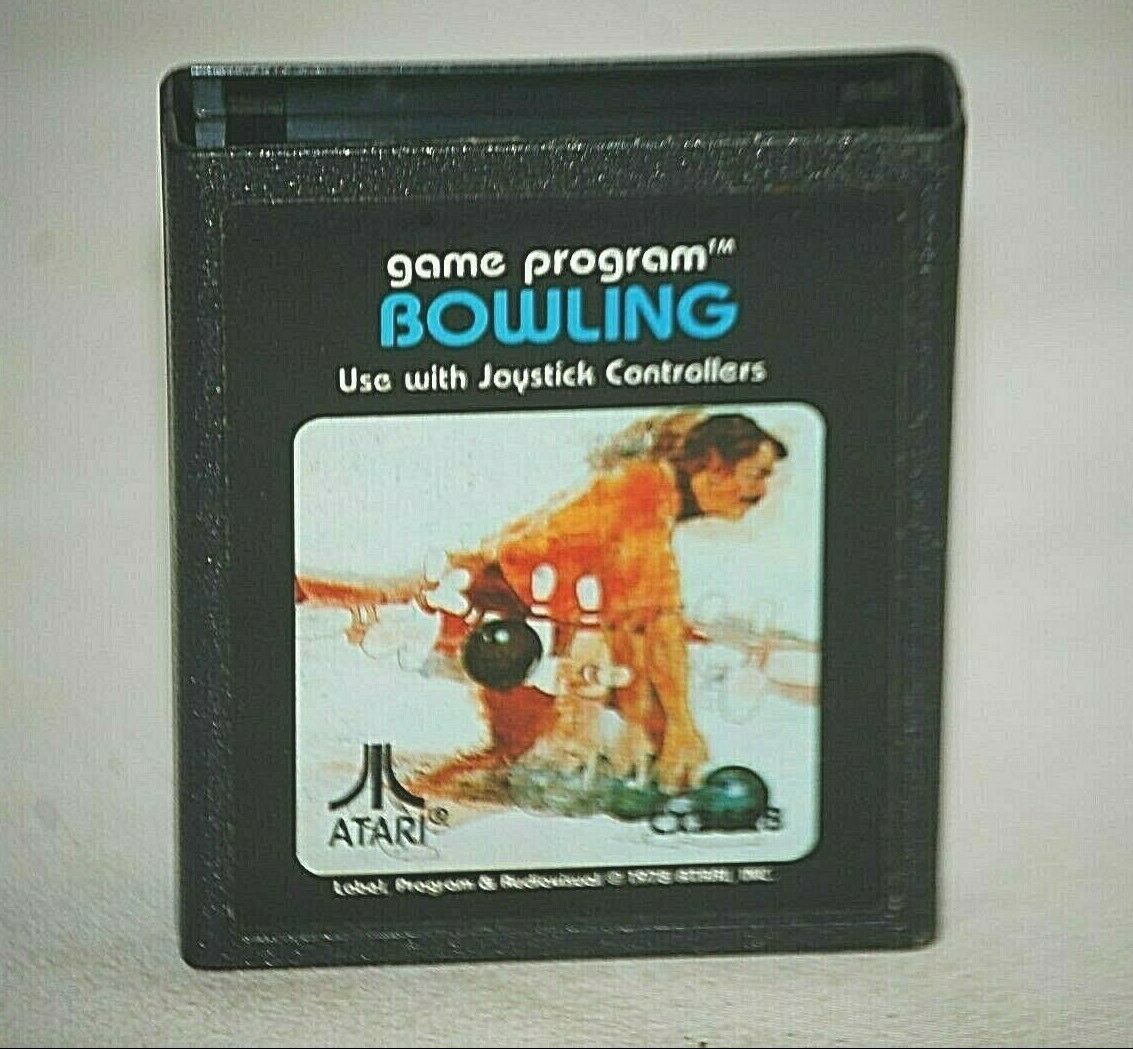 game program™
BOWLING
Use with Joystick Controllers
ATARI®
Label, Program & Audiovisual © 1978 ATARI, INC.